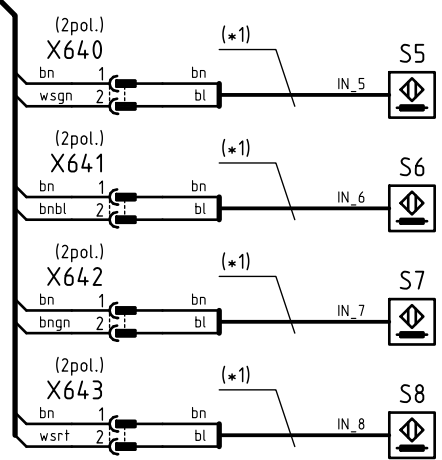 (2pol.) (*1)
X640 S5
bn 1 bn
wsgn 2 bl IN_5
(2pol.) (*1)
X641 S6
bn 1 bn
bnbl 2 bl IN_6
(2pol.) (*1)
X642 S7
bn 1 bn
bngn 2 bl IN_7
(2pol.) (*1)
X643 S8
bn 1 bn
wsrt 2 bl IN_8